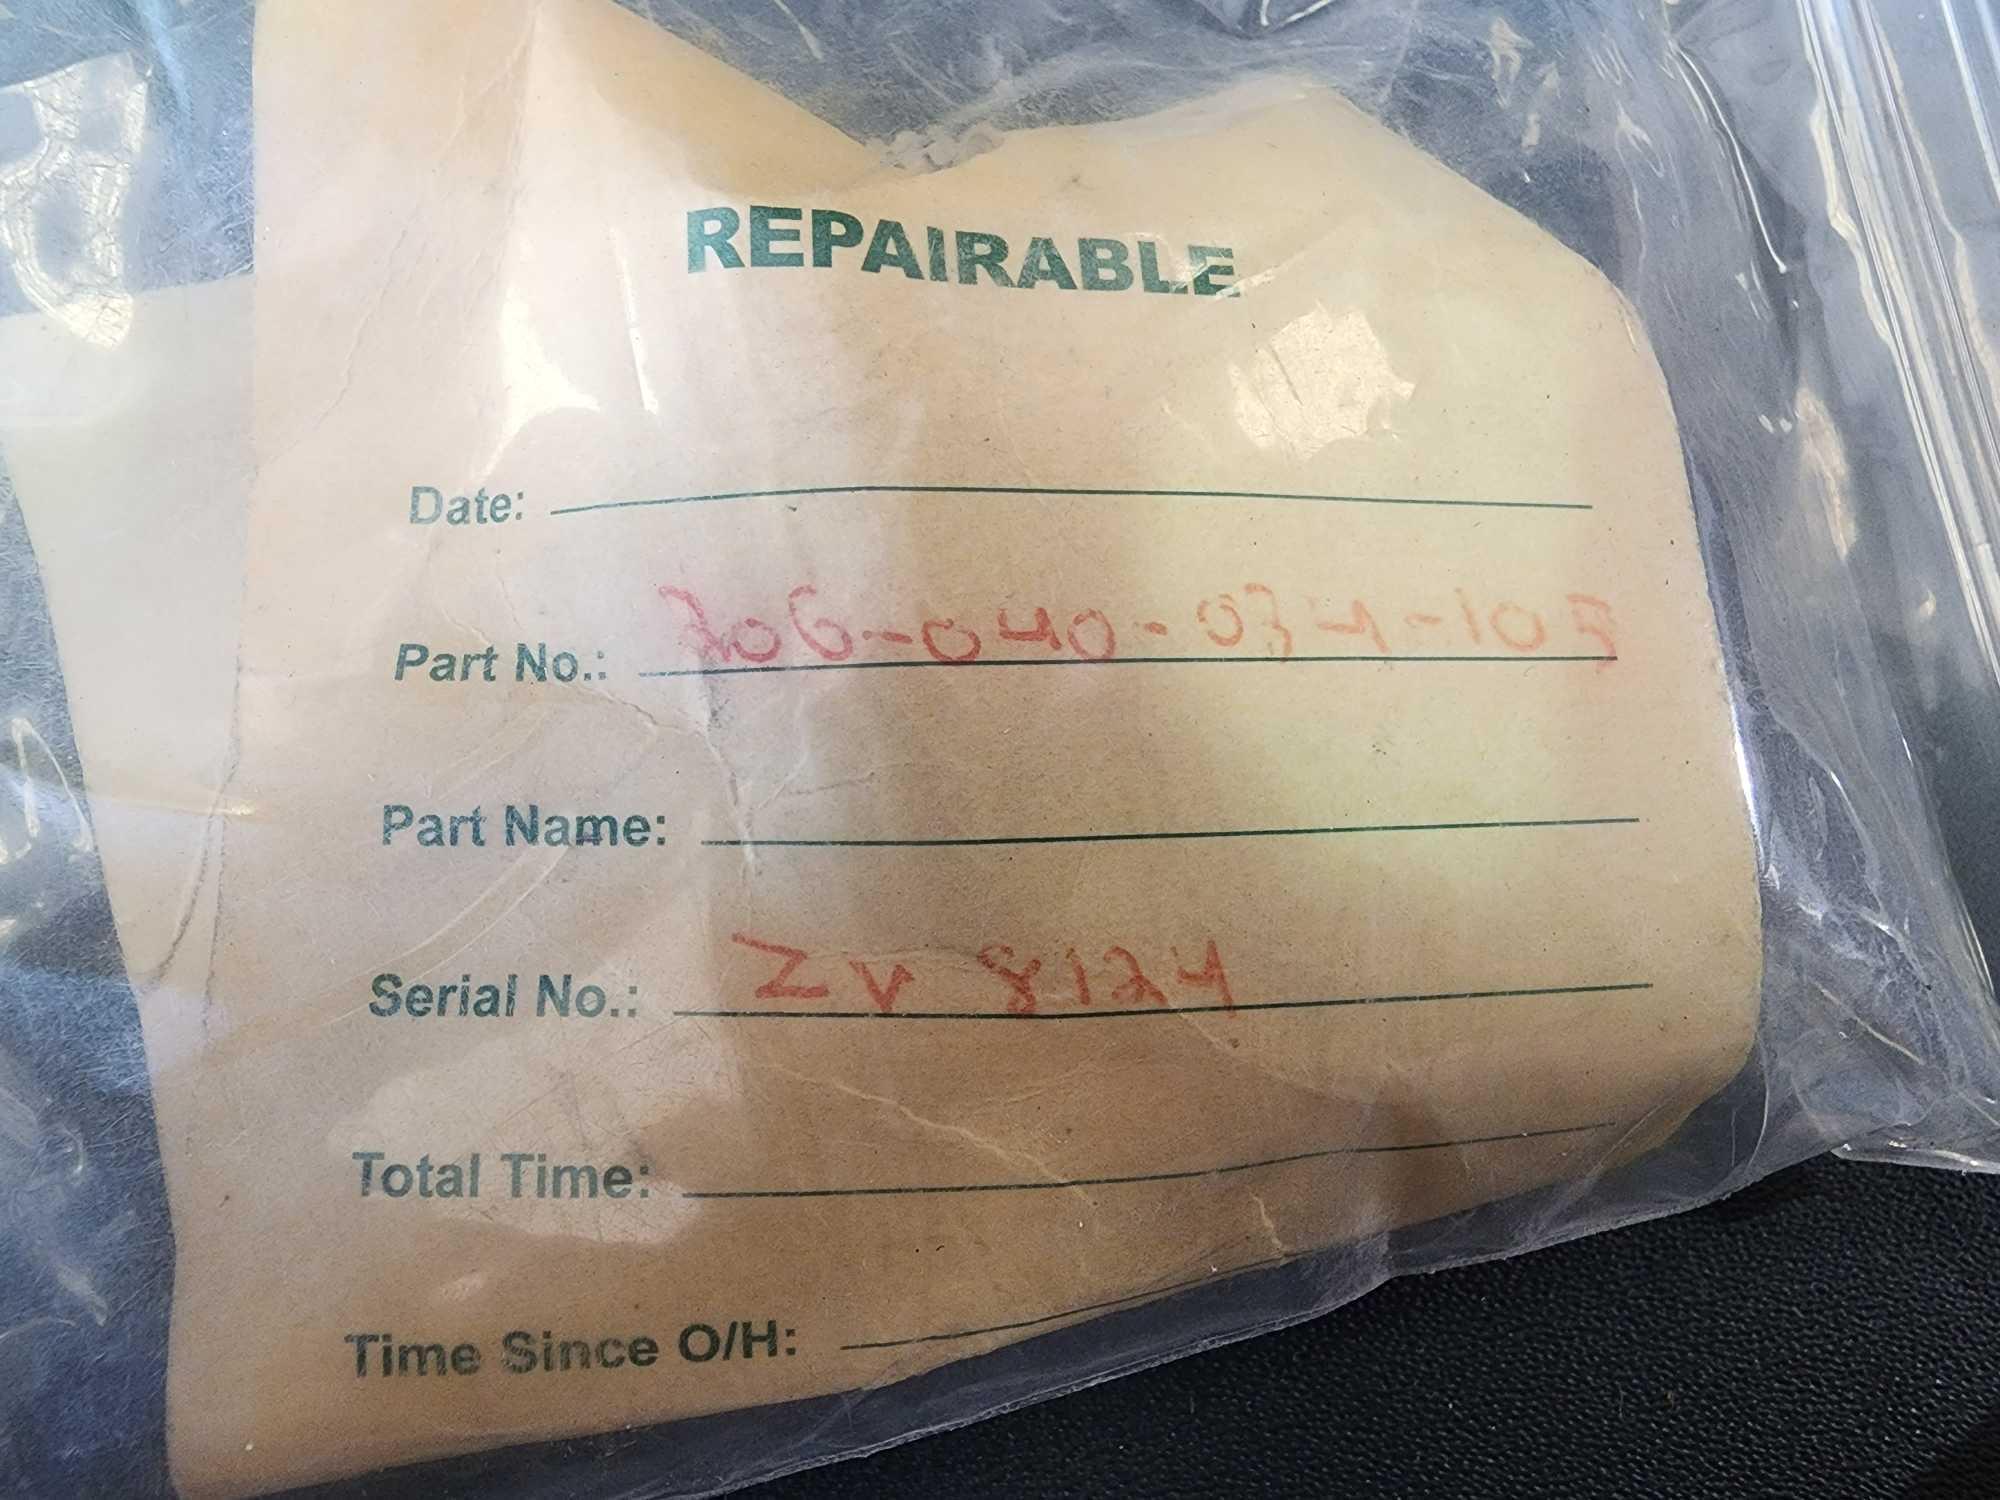 REPAIRABLE
Date:
Part No.: 206-040-034-103
Part Name:
Serial No.: ZV 8124
Total Time:
Time Since O/H: